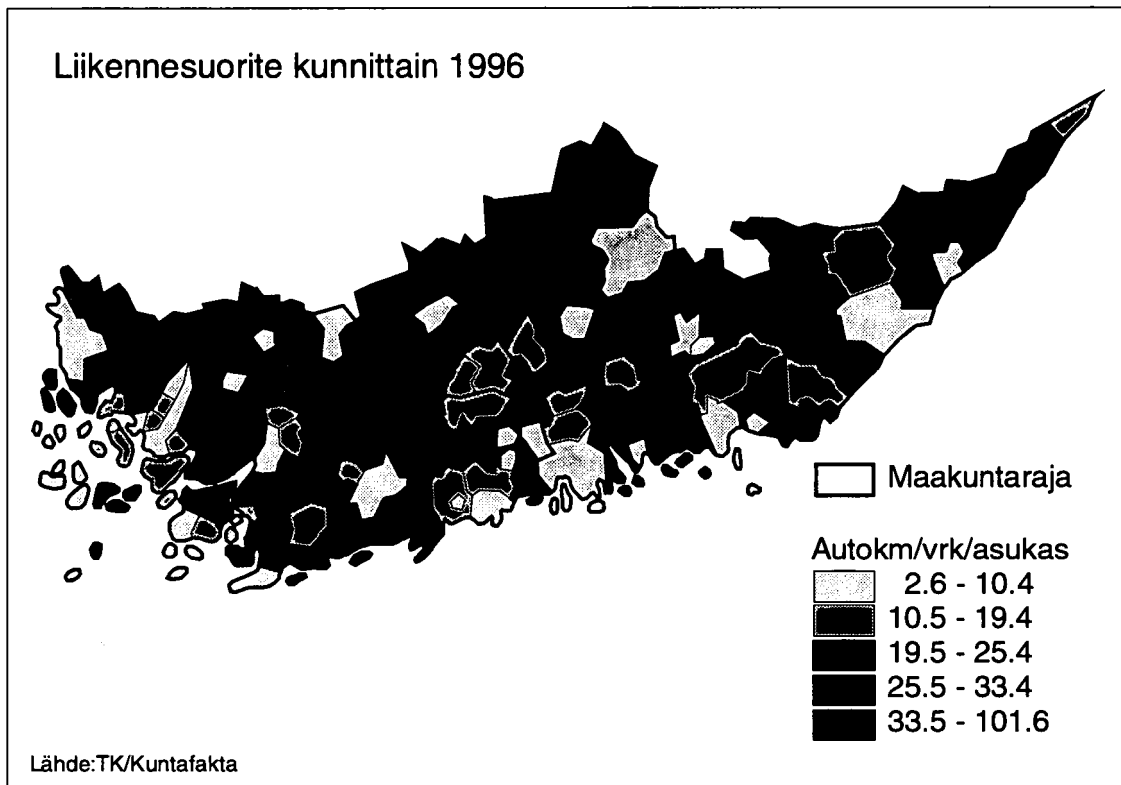 Liikennesuorite kunnittain 1996
Maakuntaraja
Autokm/vrk/asukas
2.6 - 10.4
10.5 - 19.4
19.5 - 25.4
25.5 - 33.4
33.5 - 101.6
Lähde:TK/Kuntafakta